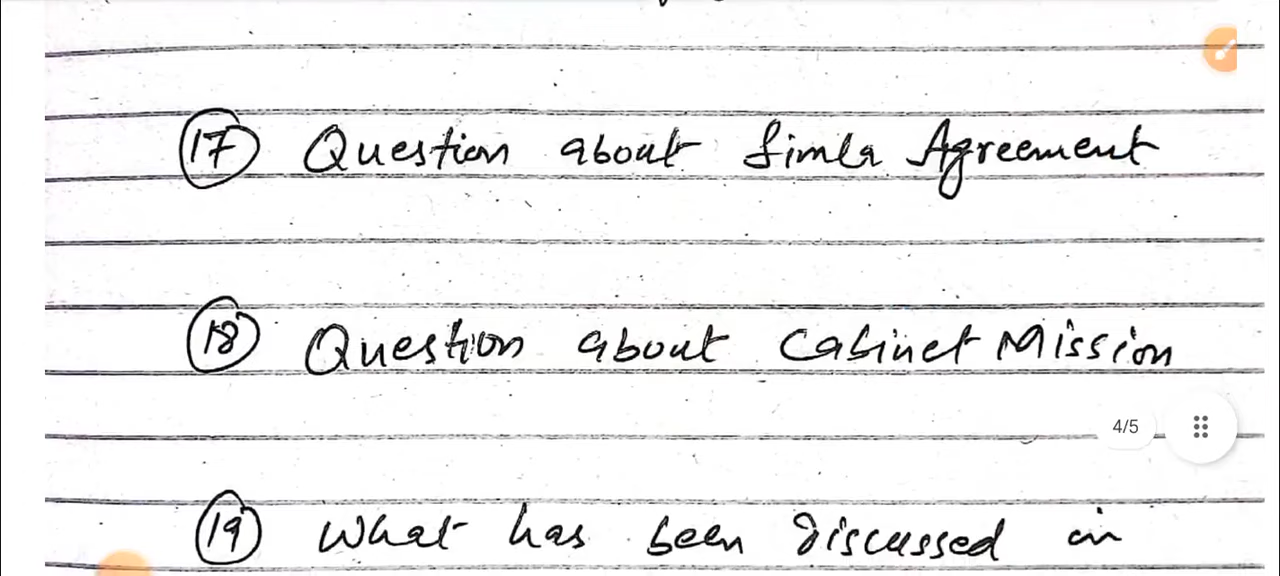 17 Question about Simla Agreement
18 Question about Cabinet Mission
4/5
19 What has been discussed in